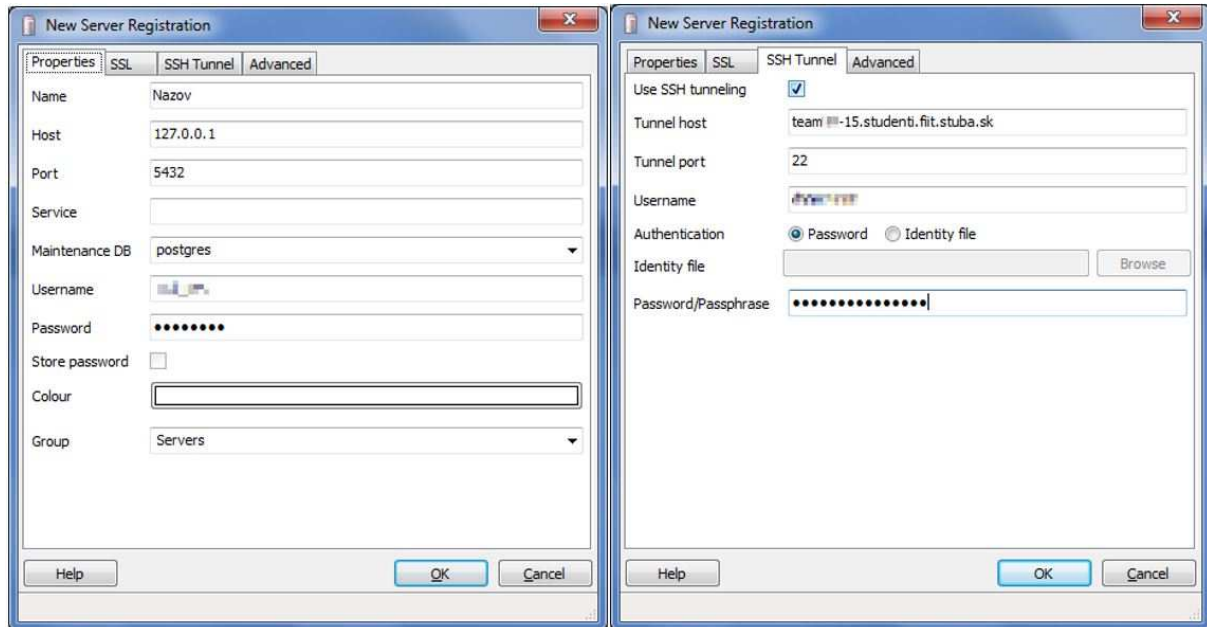 New Server Registration
Properties SSL SSH Tunnel Advanced
Name Nazov
Host 127.0.0.1
Port 5432
Service
Maintenance DB postgres
Username
Password ••••••••
Store password
Colour
Group Servers
Help OK Cancel
New Server Registration
Properties SSL SSH Tunnel Advanced
Use SSH tunneling
Tunnel host team -15.studenti.fiit.stuba.sk
Tunnel port 22
Username
Authentication Password Identity file
Identity file Browse
Password/Passphrase •••••••••••••••
Help OK Cancel